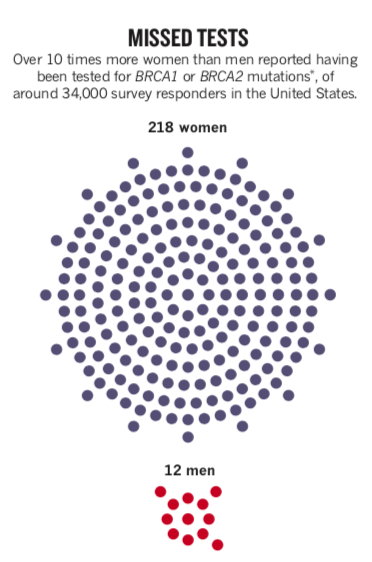 MISSED TESTS
Over 10 times more women than men reported having
been tested for BRCA1 or BRCA2 mutations*, of
around 34,000 survey responders in the United States.
218 women
12 men